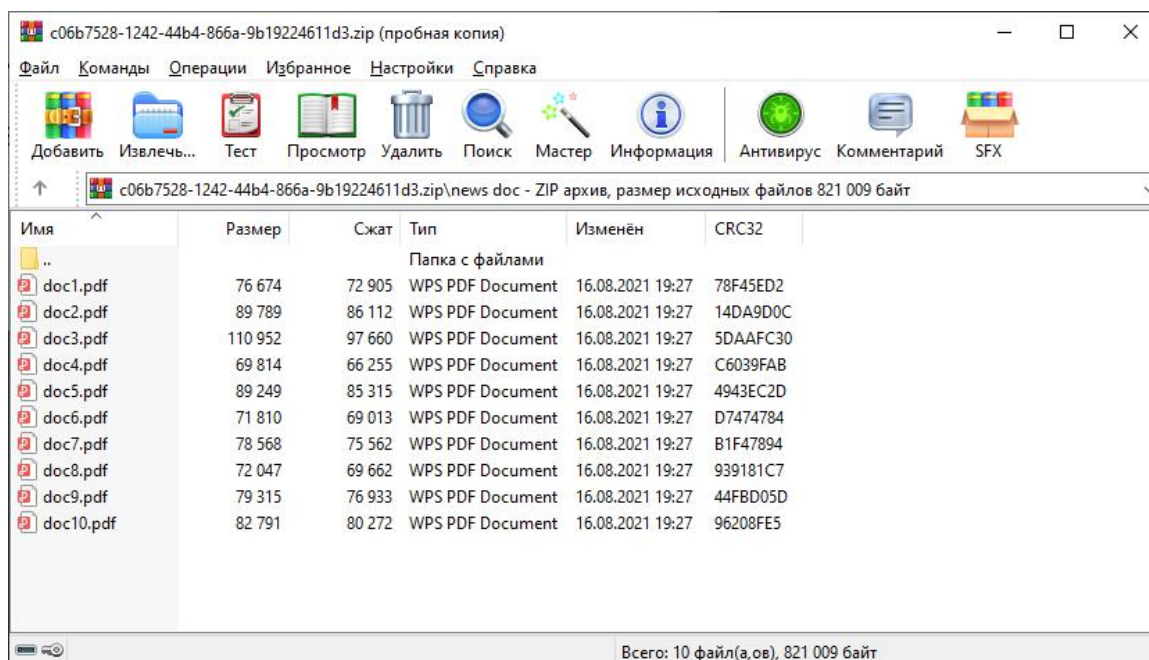 c06b7528-1242-44b4-866a-9b19224611d3.zip (пробная копия)
Файл Команды Операции Избранное Настройки Справка
Добавить Извлечь... Тест Просмотр Удалить Поиск Мастер Информация Антивирус Комментарий SFX
c06b7528-1242-44b4-866a-9b19224611d3.zip\news doc - ZIP архив, размер исходных файлов 821 009 байт
Имя Размер Сжат Тип Изменён CRC32
.. Папка с файлами
doc1.pdf 76 674 72 905 WPS PDF Document 16.08.2021 19:27 78F45ED2
doc2.pdf 89 789 86 112 WPS PDF Document 16.08.2021 19:27 14DA9D0C
doc3.pdf 110 952 97 660 WPS PDF Document 16.08.2021 19:27 5DAAFC30
doc4.pdf 69 814 66 255 WPS PDF Document 16.08.2021 19:27 C6039FAB
doc5.pdf 89 249 85 315 WPS PDF Document 16.08.2021 19:27 4943EC2D
doc6.pdf 71 810 69 013 WPS PDF Document 16.08.2021 19:27 D7474784
doc7.pdf 78 568 75 562 WPS PDF Document 16.08.2021 19:27 B1F47894
doc8.pdf 72 047 69 662 WPS PDF Document 16.08.2021 19:27 939181C7
doc9.pdf 79 315 76 933 WPS PDF Document 16.08.2021 19:27 44FBD05D
doc10.pdf 82 791 80 272 WPS PDF Document 16.08.2021 19:27 96208FE5
Всего: 10 файл(а,ов), 821 009 байт